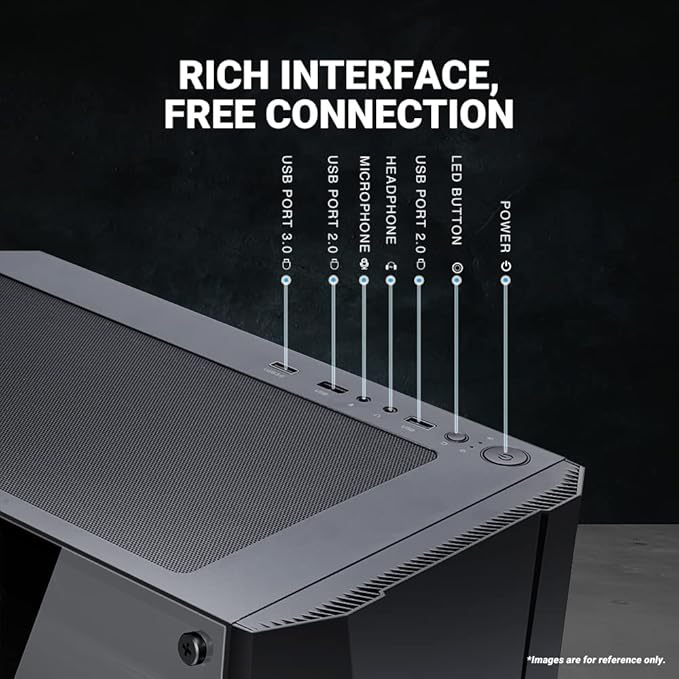 RICH INTERFACE,
FREE CONNECTION
USB PORT 3.0
USB PORT 2.0
MICROPHONE
HEADPHONE
USB PORT 2.0
LED BUTTON
POWER
*Images are for reference only.